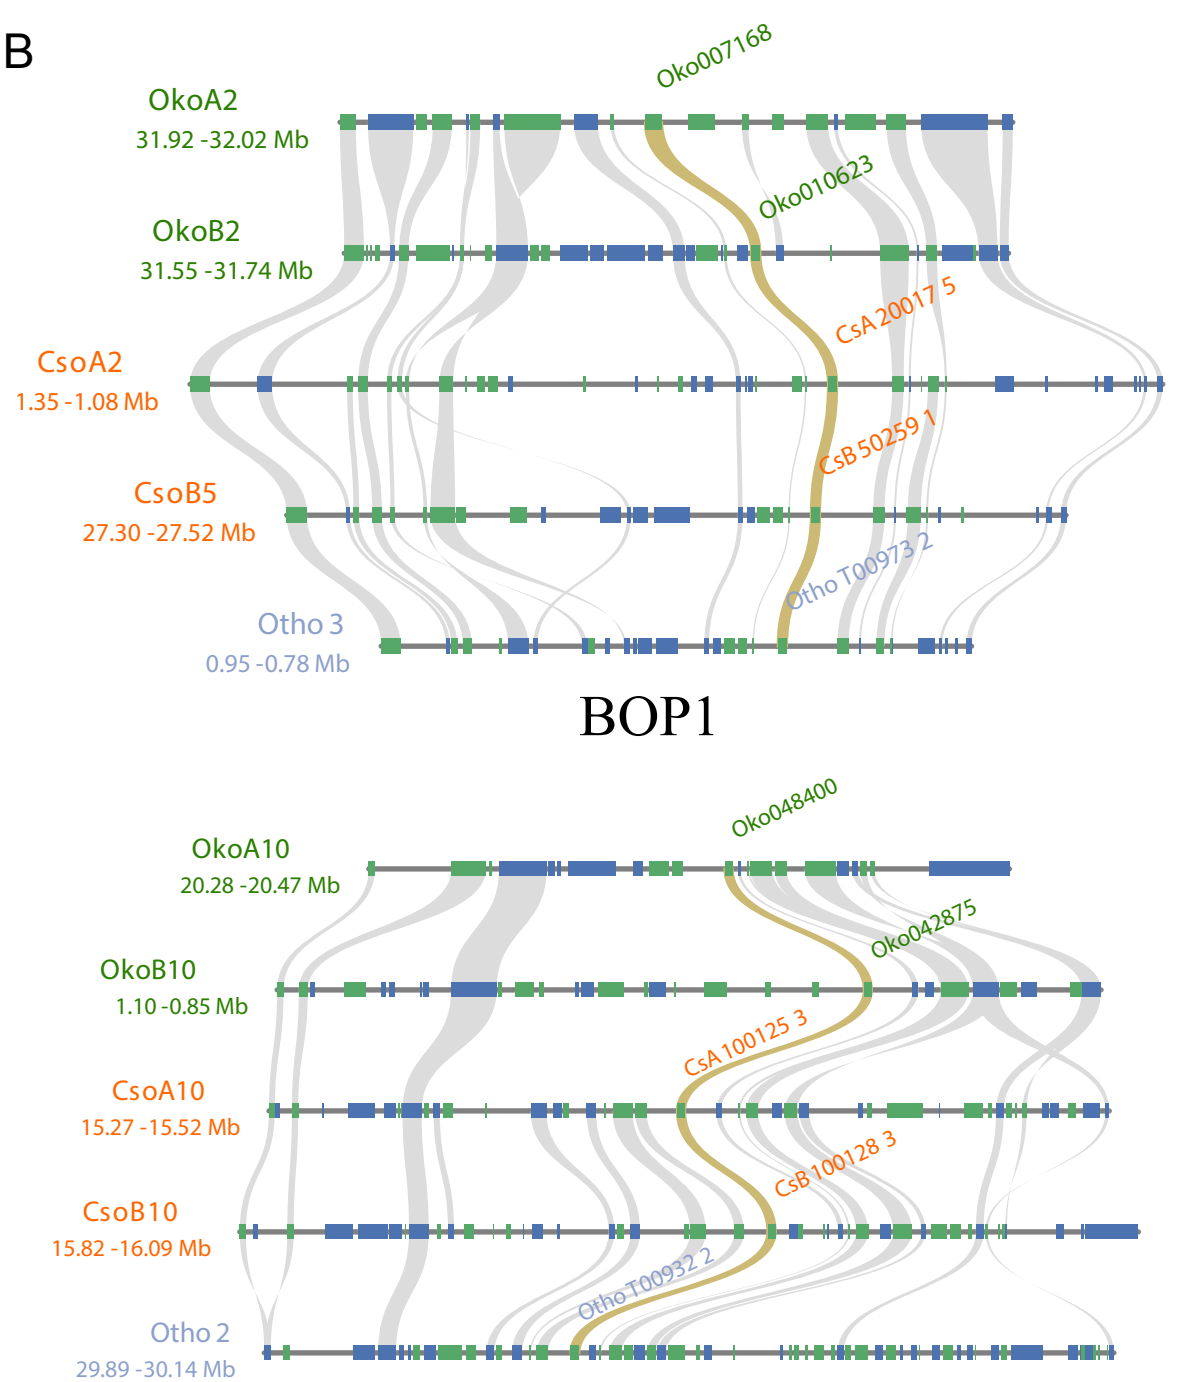 B
Oko007168
OkoA2
31.92 -32.02 Mb
Oko010623
OkoB2
31.55 -31.74 Mb
CsA 20017 5
CsoA2
1.35 -1.08 Mb
CsB 50259 1
CsoB5
27.30 -27.52 Mb
Otho T00973 2
Otho 3
0.95 -0.78 Mb
BOP1
Oko048400
OkoA10
20.28 -20.47 Mb
Oko042875
OkoB10
1.10 -0.85 Mb
CsA 100125 3
CsoA10
15.27 -15.52 Mb
CsB 100128 3
CsoB10
15.82 -16.09 Mb
Otho T00932 2
Otho 2
29.89 -30.14 Mb